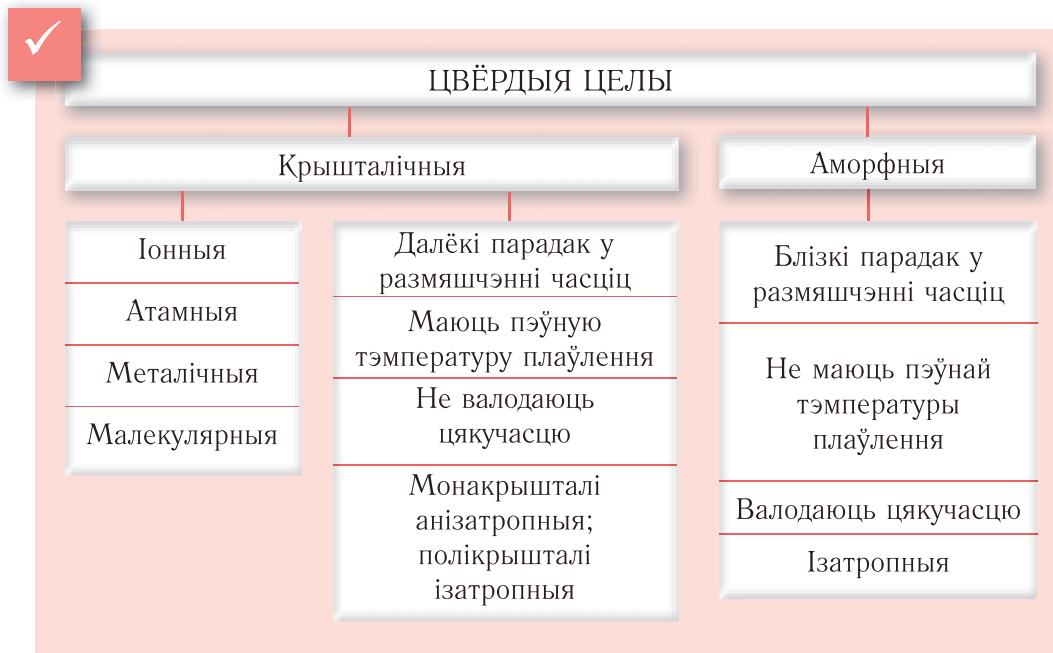 ЦВЁРДЫЯ ЦЕЛЫ
Крышталічныя
Аморфныя
Іонныя
Атамныя
Металічныя
Малекулярныя
Далёкі парадак у
размяшчэнні часціц
Маюць пэўную
тэмпературу плаўлення
Не валодаюць
цякучасцю
Монакрышталі
анізатропныя;
полікрышталі
ізатропныя
Блізкі парадак у
размяшчэнні часціц
Не маюць пэўнай
тэмпературы
плаўлення
Валодаюць цякучасцю
Ізатропныя